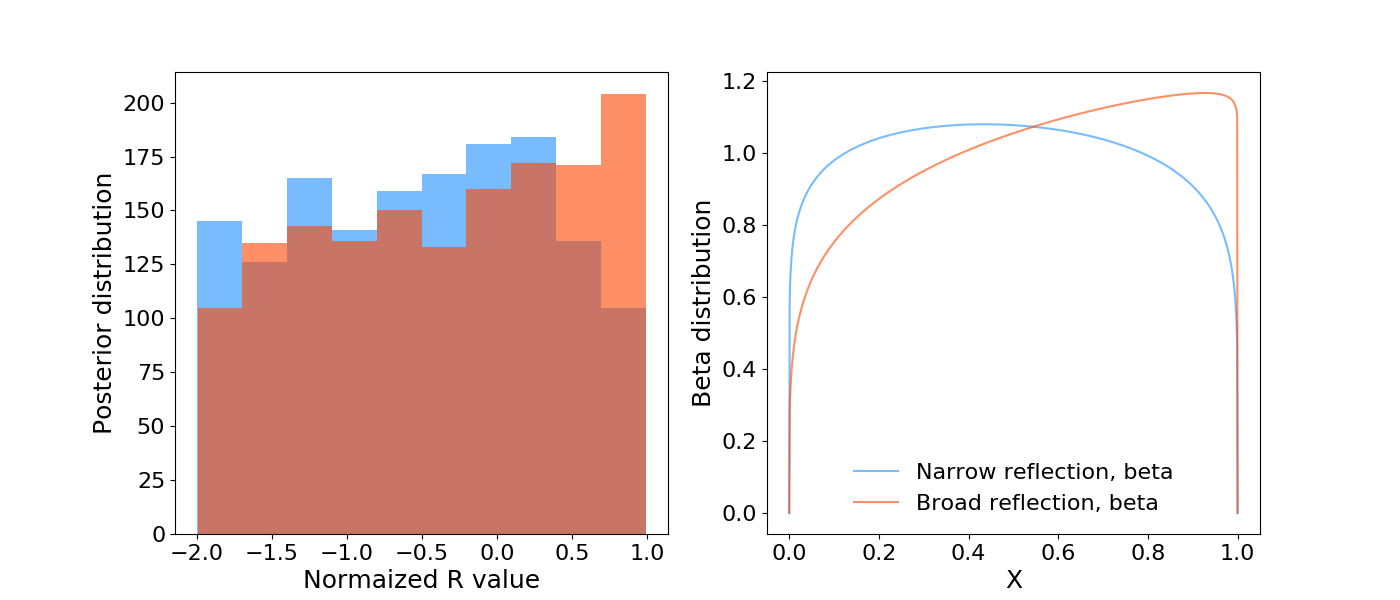 Posterior distribution
200
175
150
125
100
75
50
25
0
−2.0 −1.5 −1.0 −0.5 0.0 0.5 1.0
Normaized R value
Beta distribution
1.2
1.0
0.8
0.6
0.4
0.2
0.0
Narrow reflection, beta
Broad reflection, beta
0.0 0.2 0.4 0.6 0.8 1.0
X